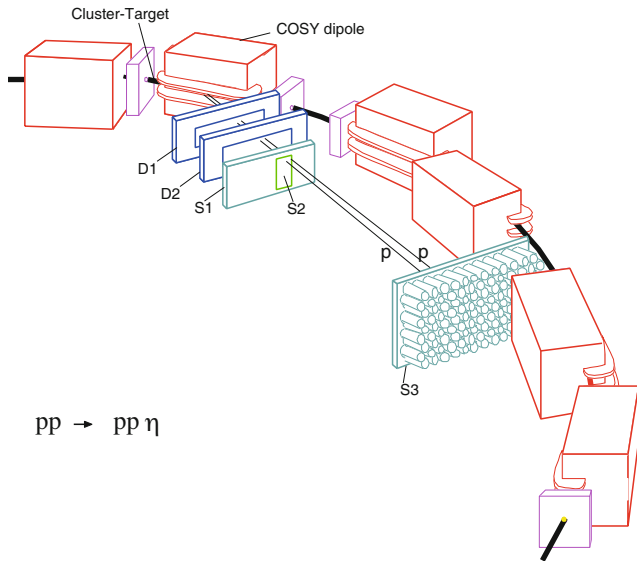 Cluster-Target
COSY dipole
D1
D2
S1
S2
p p
S3
pp → pp η